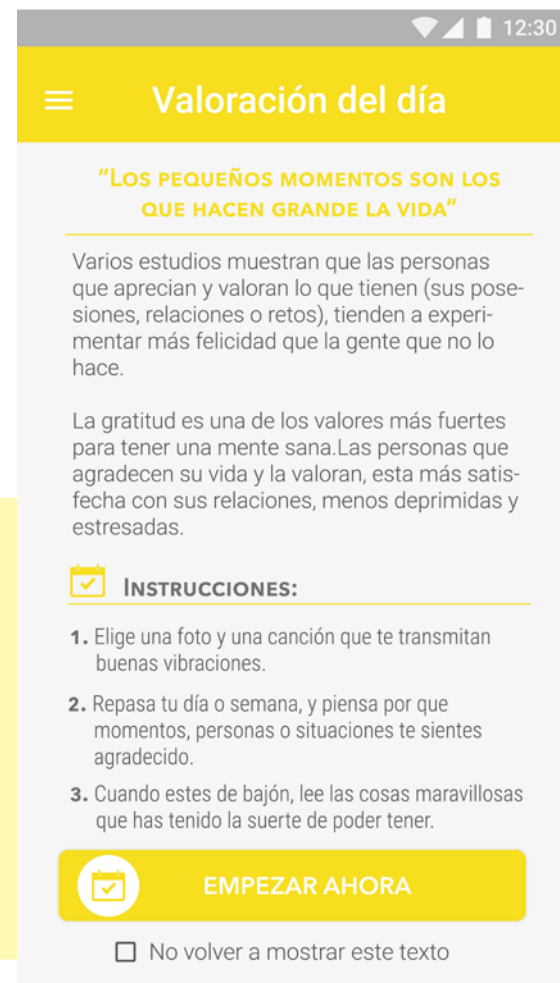 12:30
Valoración del día
“Los pequeños momentos son los
que hacen grande la vida”
Varios estudios muestran que las personas
que aprecian y valoran lo que tienen (sus pose-
siones, relaciones o retos), tienden a experi-
mentar más felicidad que la gente que no lo
hace.
La gratitud es una de los valores más fuertes
para tener una mente sana.Las personas que
agradecen su vida y la valoran, esta más satis-
fecha con sus relaciones, menos deprimidas y
estresadas.
Instrucciones:
1. Elige una foto y una canción que te transmitan
buenas vibraciones.
2. Repasa tu día o semana, y piensa por que
momentos, personas o situaciones te sientes
agradecido.
3. Cuando estes de bajón, lee las cosas maravillosas
que has tenido la suerte de poder tener.
EMPEZAR AHORA
No volver a mostrar este texto